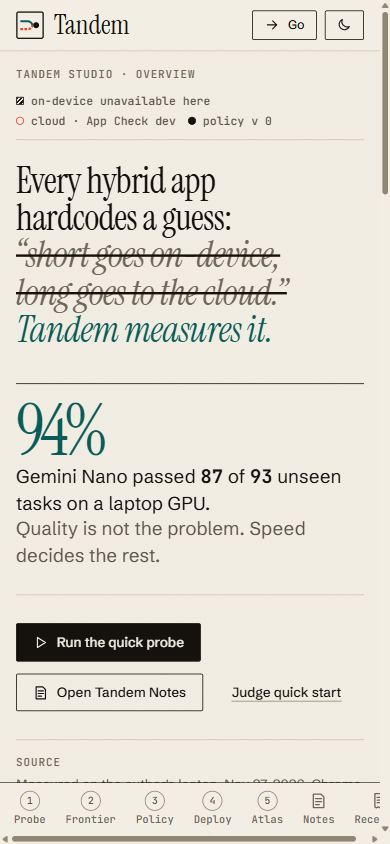 Tandem
Go
TANDEM STUDIO · OVERVIEW
on-device unavailable here
cloud · App Check dev
policy v 0
Every hybrid app
hardcodes a guess:
“short goes on-device,
long goes to the cloud.”
Tandem measures it.
94%
Gemini Nano passed 87 of 93 unseen
tasks on a laptop GPU.
Quality is not the problem. Speed
decides the rest.
Run the quick probe
Open Tandem Notes
Judge quick start
SOURCE
1
Probe
2
Frontier
3
Policy
4
Deploy
5
Atlas
Notes
Rece